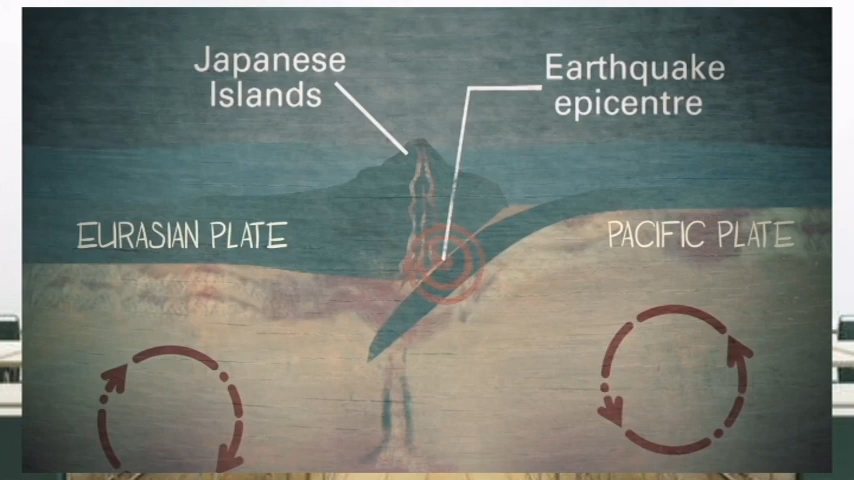 Japanese
Islands
Earthquake
epicentre
EURASIAN PLATE
PACIFIC PLATE